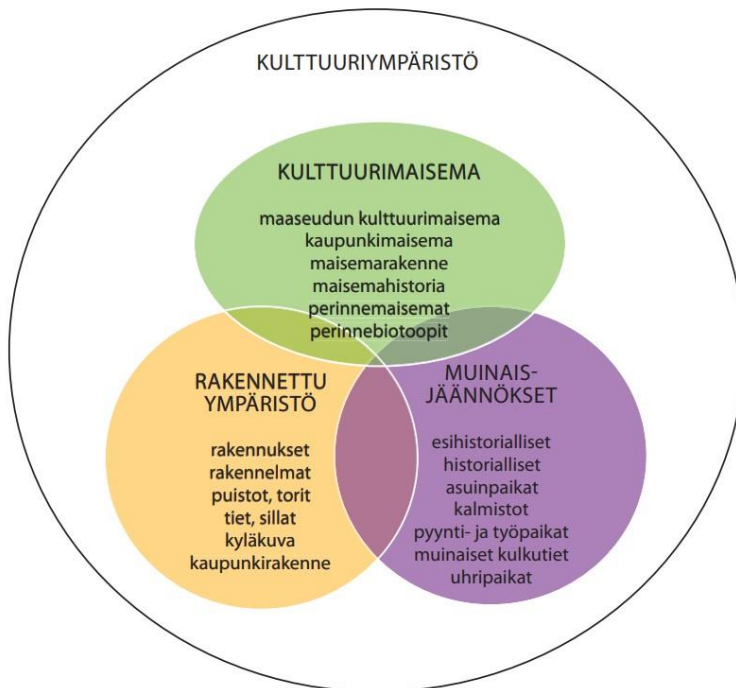 KULTTUURIYMPÄRISTÖ
KULTTUURIMAISEMA
maaseudun kulttuurimaisema
kaupunkimaisema
maisemarakenne
maisemahistoria
perinnemaisemat
perinnebiotoopit
RAKENNETTU
YMPÄRISTÖ
rakennukset
rakennelmat
puistot, torit
tiet, sillat
kyläkuva
kaupunkirakenne
MUINAIS-
JÄÄNNÖKSET
esihistorialliset
historialliset
asuinpaikat
kalmistot
pyynti- ja työpaikat
muinaiset kulkutiet
uhripaikat